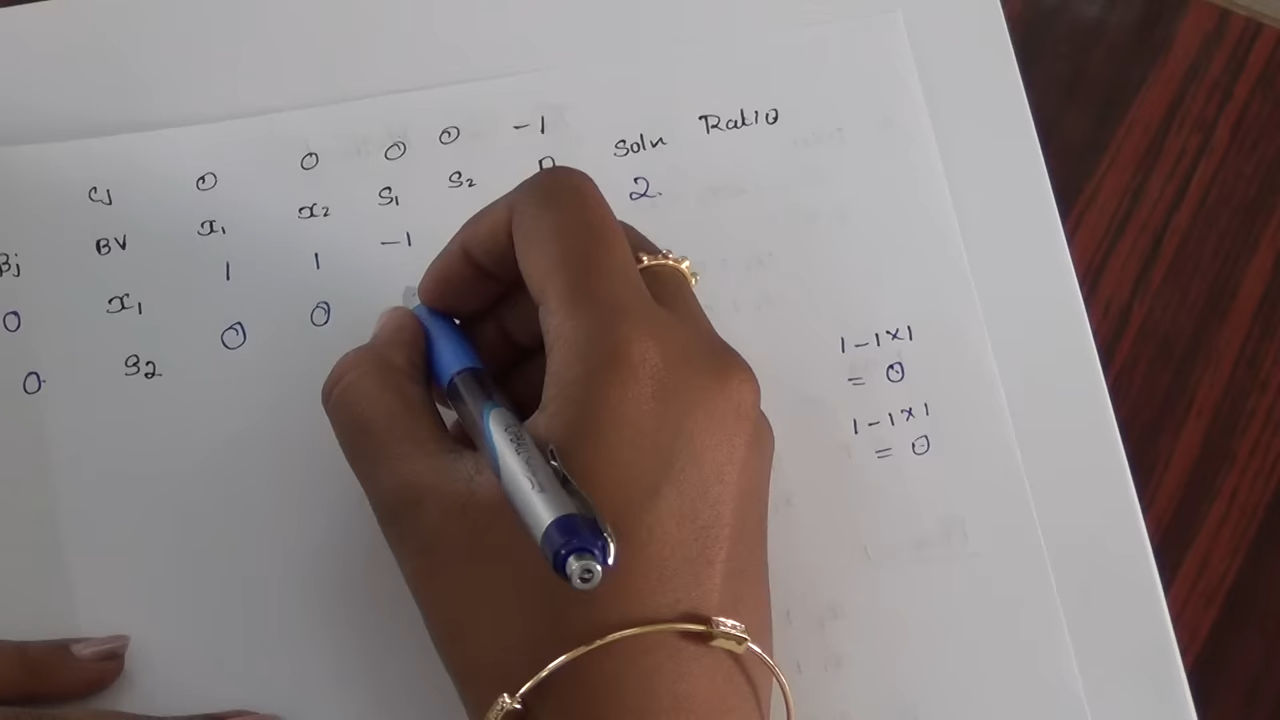 Cj 0 0 0 0 -1 Soln Ratio
Bj BV x₁ x₂ S₁ S₂ 2.
0 x₁ 1 1 -1
0 S₂ 0 0
1-1×1
= 0
1-1×1
= 0